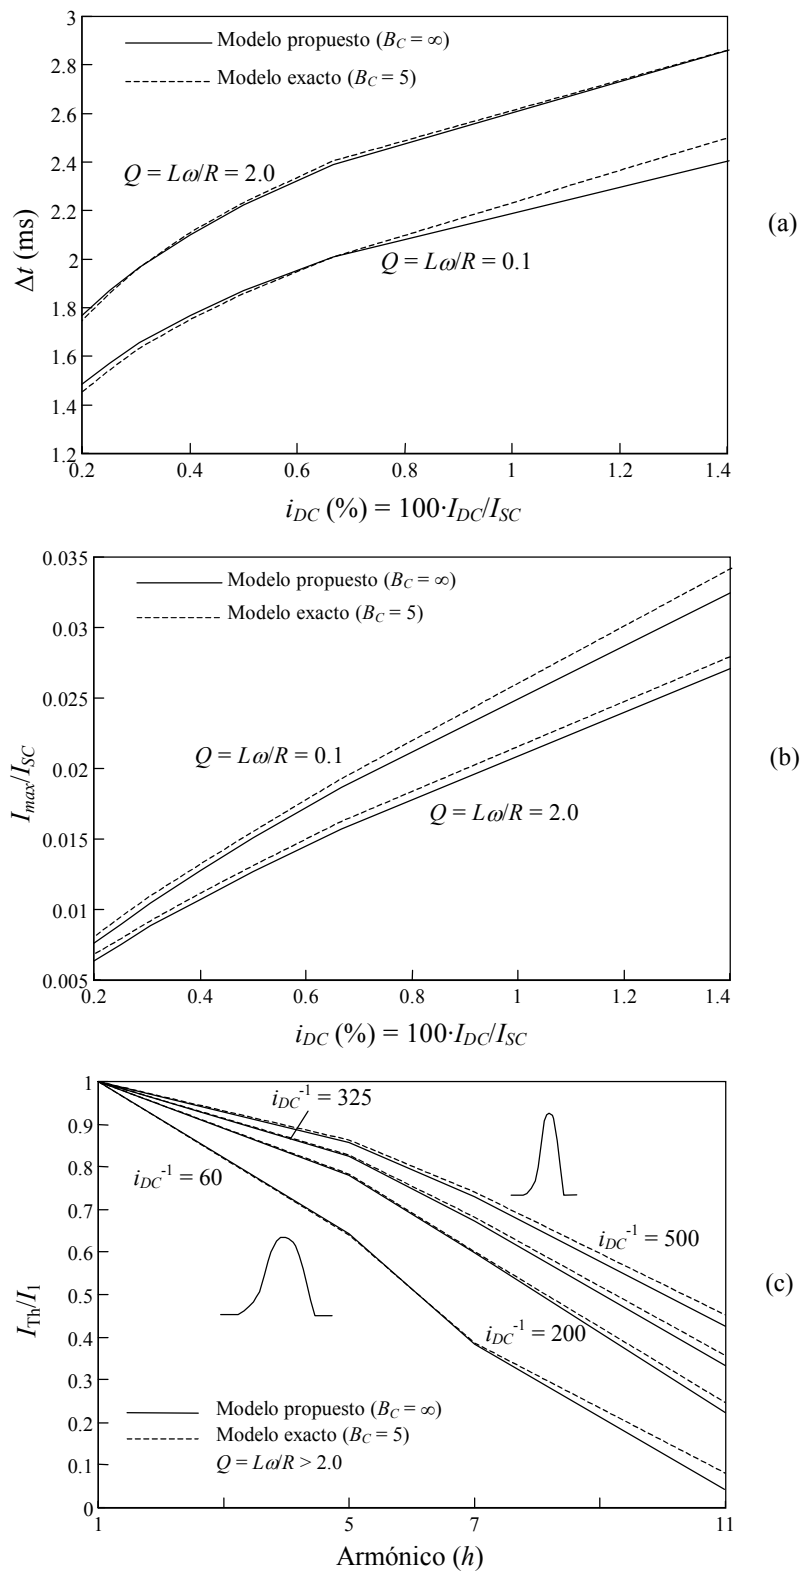 3
2.8
2.6
2.4
2.2
2
1.8
1.6
1.4
1.2
Δt (ms)
Modelo propuesto (B_C = ∞)
Modelo exacto (B_C = 5)
Q = Lω/R = 2.0
Q = Lω/R = 0.1
(a)
0.2 0.4 0.6 0.8 1 1.2 1.4
i_DC (%) = 100·I_DC/I_SC
0.035
0.03
0.025
0.02
0.015
0.01
0.005
I_max/I_SC
Modelo propuesto (B_C = ∞)
Modelo exacto (B_C = 5)
Q = Lω/R = 0.1
Q = Lω/R = 2.0
(b)
0.2 0.4 0.6 0.8 1 1.2 1.4
i_DC (%) = 100·I_DC/I_SC
1
0.9
0.8
0.7
0.6
0.5
0.4
0.3
0.2
0.1
0
I_Th/I_1
i_DC^-1 = 325
i_DC^-1 = 60
i_DC^-1 = 500
i_DC^-1 = 200
(c)
Modelo propuesto (B_C = ∞)
Modelo exacto (B_C = 5)
Q = Lω/R > 2.0
1 5 7 11
Armónico (h)